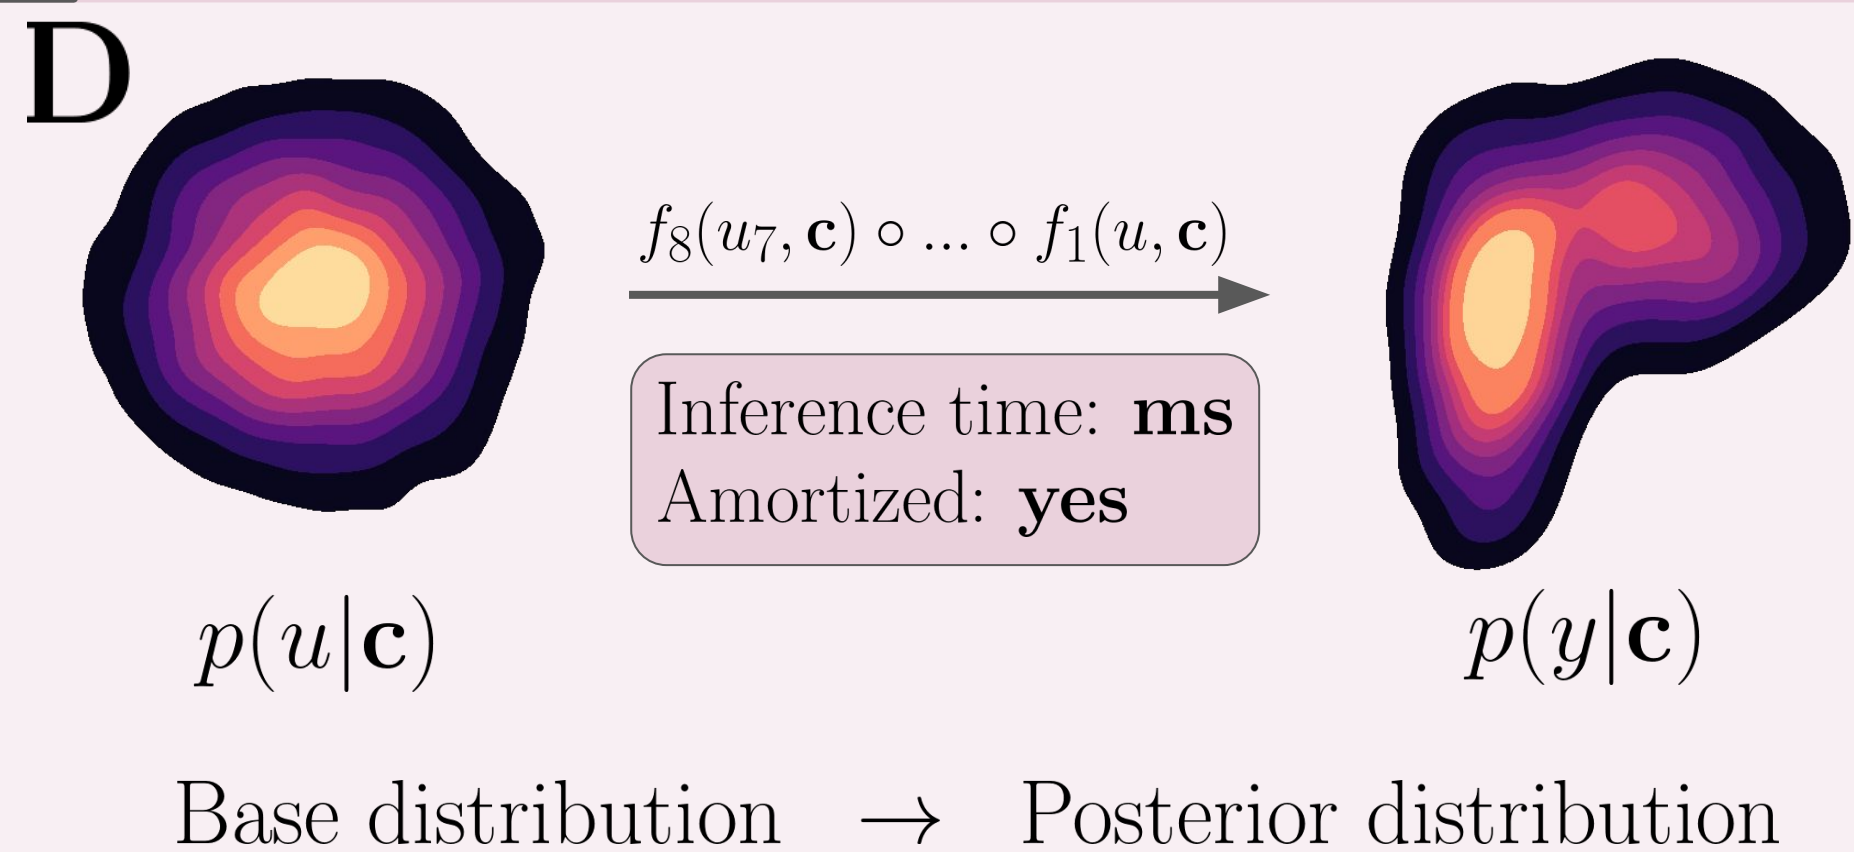 D
f₈(u₇, c) ∘ ... ∘ f₁(u, c)
Inference time: ms
Amortized: yes
p(u|c)
p(y|c)
Base distribution → Posterior distribution